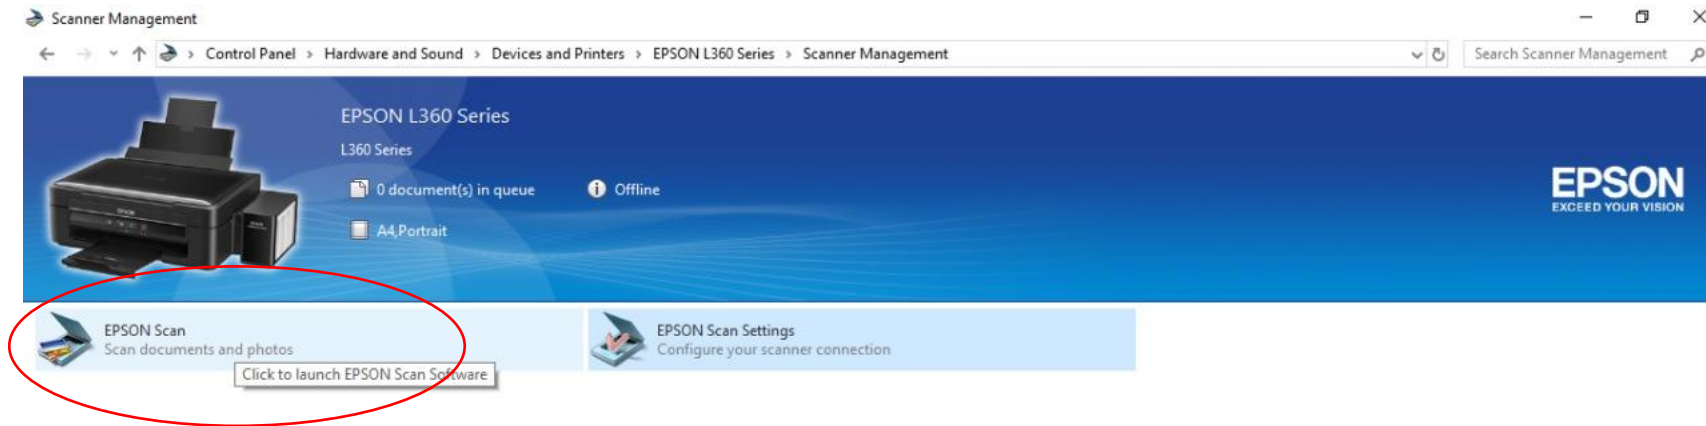 Scanner Management
Control Panel > Hardware and Sound > Devices and Printers > EPSON L360 Series > Scanner Management
Search Scanner Management
EPSON L360 Series
L360 Series
0 document(s) in queue
Offline
A4,Portrait
EPSON
EXCEED YOUR VISION
EPSON Scan
Scan documents and photos
Click to launch EPSON Scan Software
EPSON Scan Settings
Configure your scanner connection